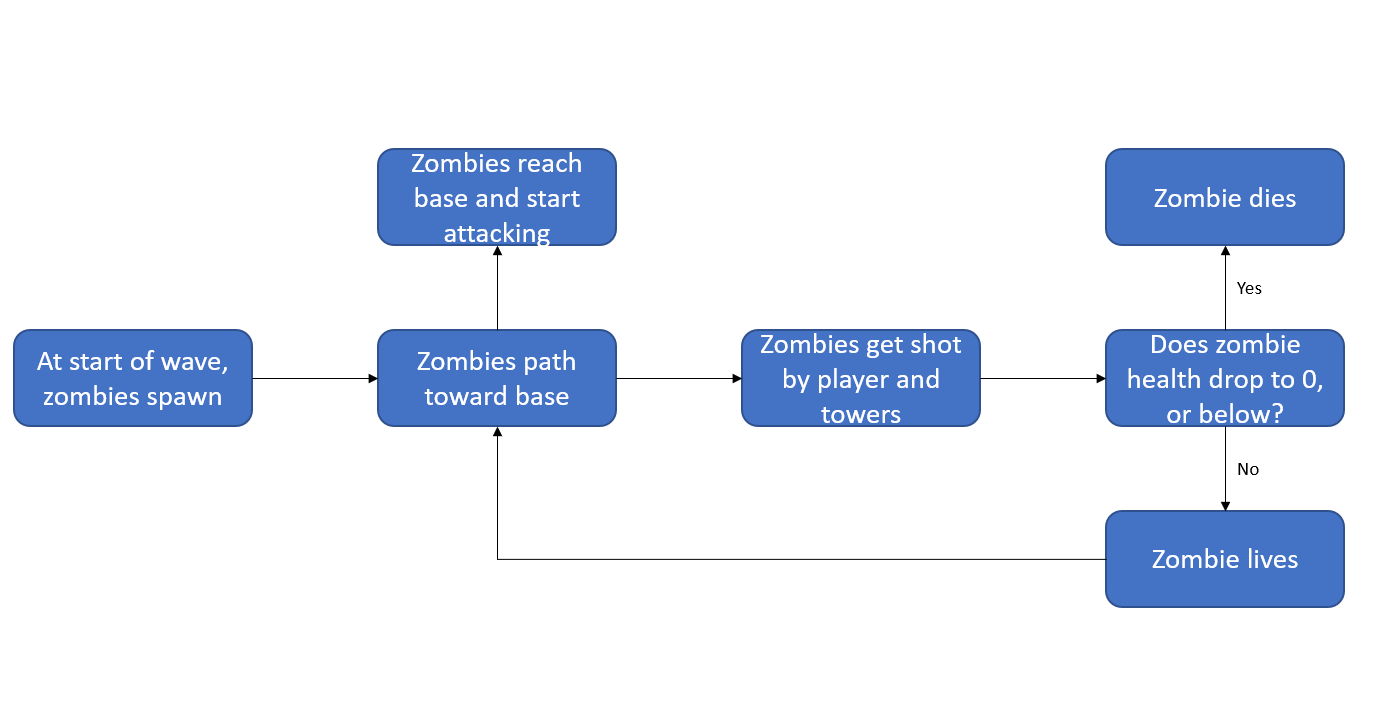 Zombies reach
base and start
attacking
Zombie dies
Yes
At start of wave,
zombies spawn
Zombies path
toward base
Zombies get shot
by player and
towers
Does zombie
health drop to 0,
or below?
No
Zombie lives